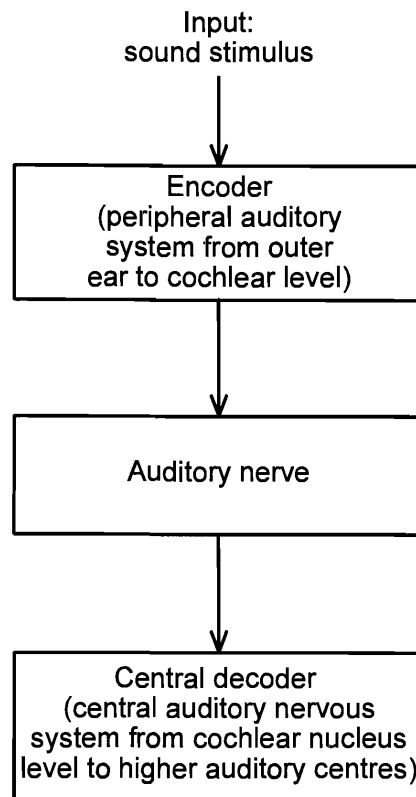 Input:
sound stimulus
Encoder
(peripheral auditory
system from outer
ear to cochlear level)
Auditory nerve
Central decoder
(central auditory nervous
system from cochlear nucleus
level to higher auditory centres)